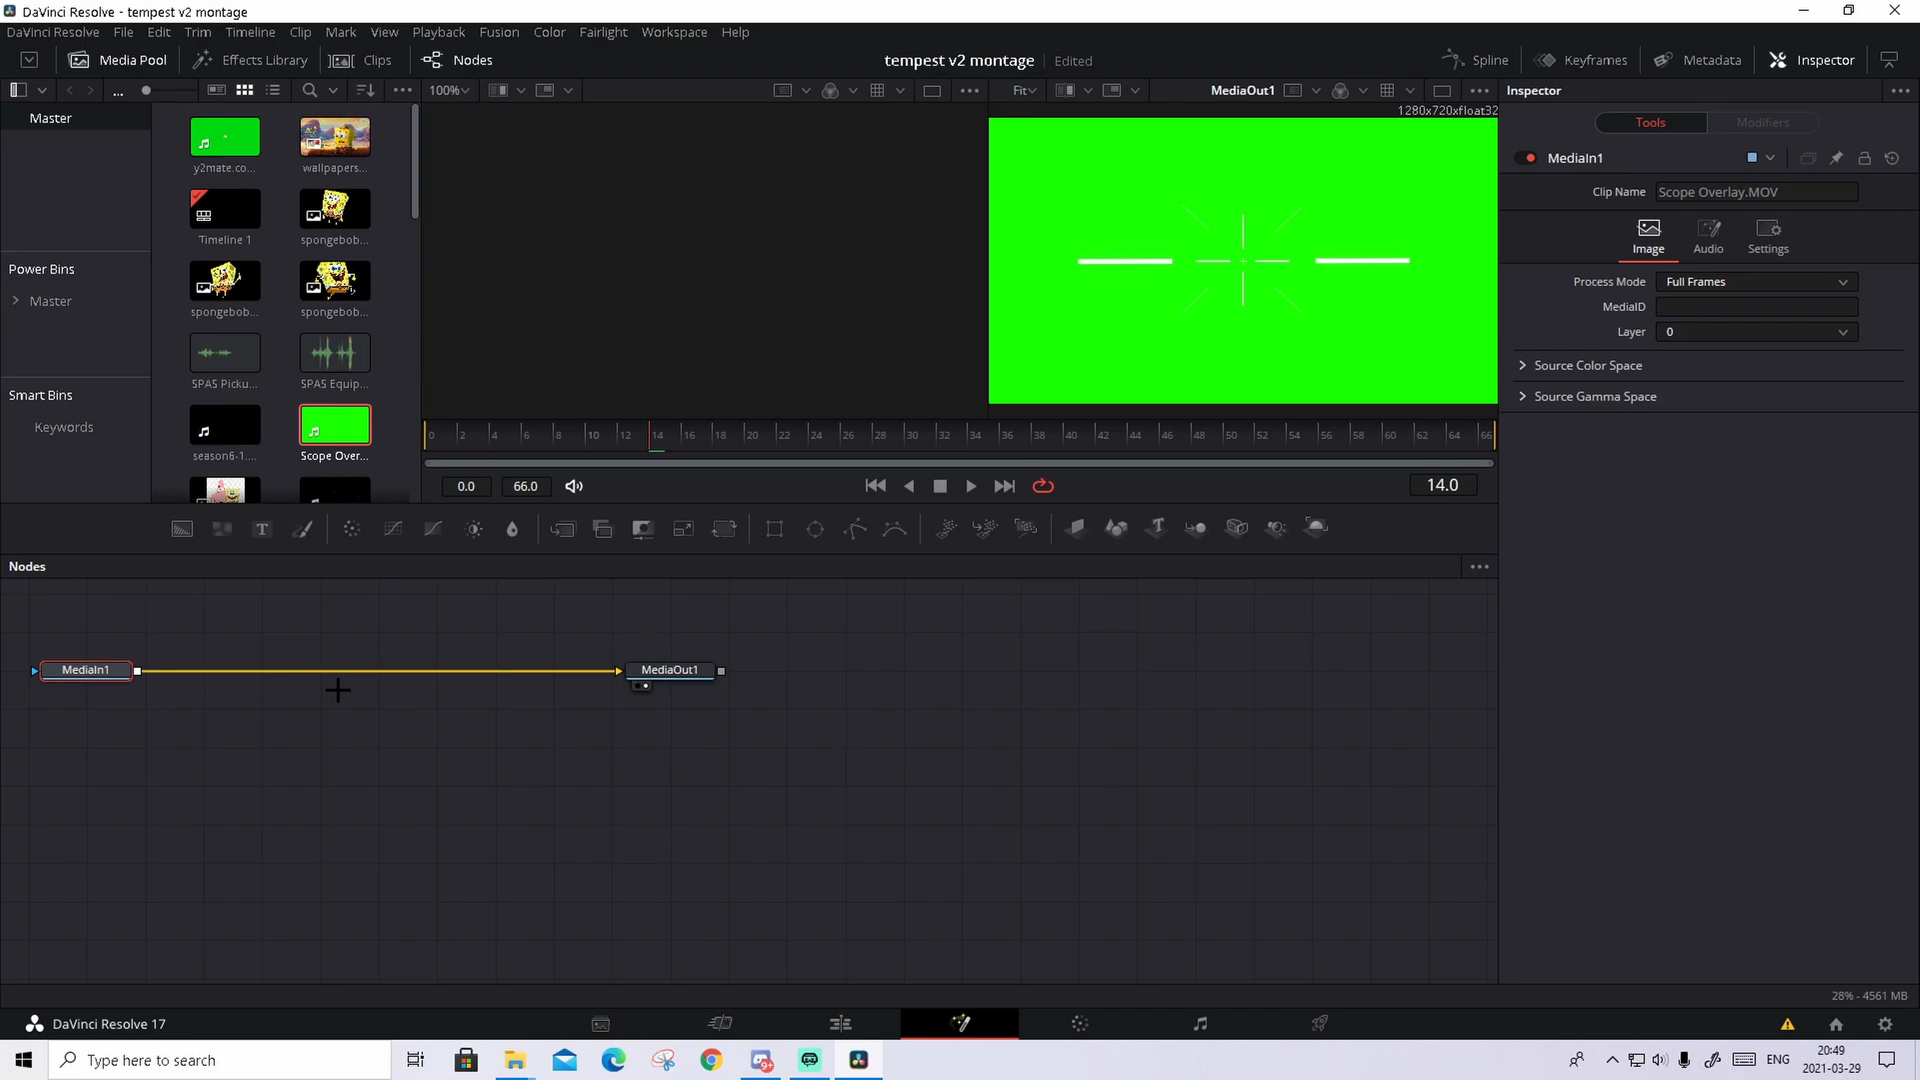 DaVinci Resolve - tempest v2 montage
DaVinci Resolve File Edit Trim Timeline Clip Mark View Playback Fusion Color Fairlight Workspace Help
Media Pool Effects Library Clips Nodes tempest v2 montage Edited Spline Keyframes Metadata Inspector
... 100% Fit MediaOut1 Inspector
1280x720xfloat32
Master
Tools Modifiers
y2mate.co... wallpapers...
MediaIn1
Clip Name Scope Overlay.MOV
Timeline 1 spongebob...
Image Audio Settings
Power Bins
Process Mode Full Frames
Master
MediaID
spongebob... spongebob...
Layer 0
Source Color Space
SPAS Picku... SPAS Equip...
Smart Bins
Source Gamma Space
Keywords
0 2 4 6 8 10 12 14 16 18 20 22 24 26 28 30 32 34 36 38 40 42 44 46 48 50 52 54 56 58 60 62 64 66
season6-1.... Scope Over...
0.0 66.0 14.0
T T
Nodes
MediaIn1 MediaOut1
28% - 4561 MB
DaVinci Resolve 17
Type here to search
9+
ENG
20:49
2021-03-29